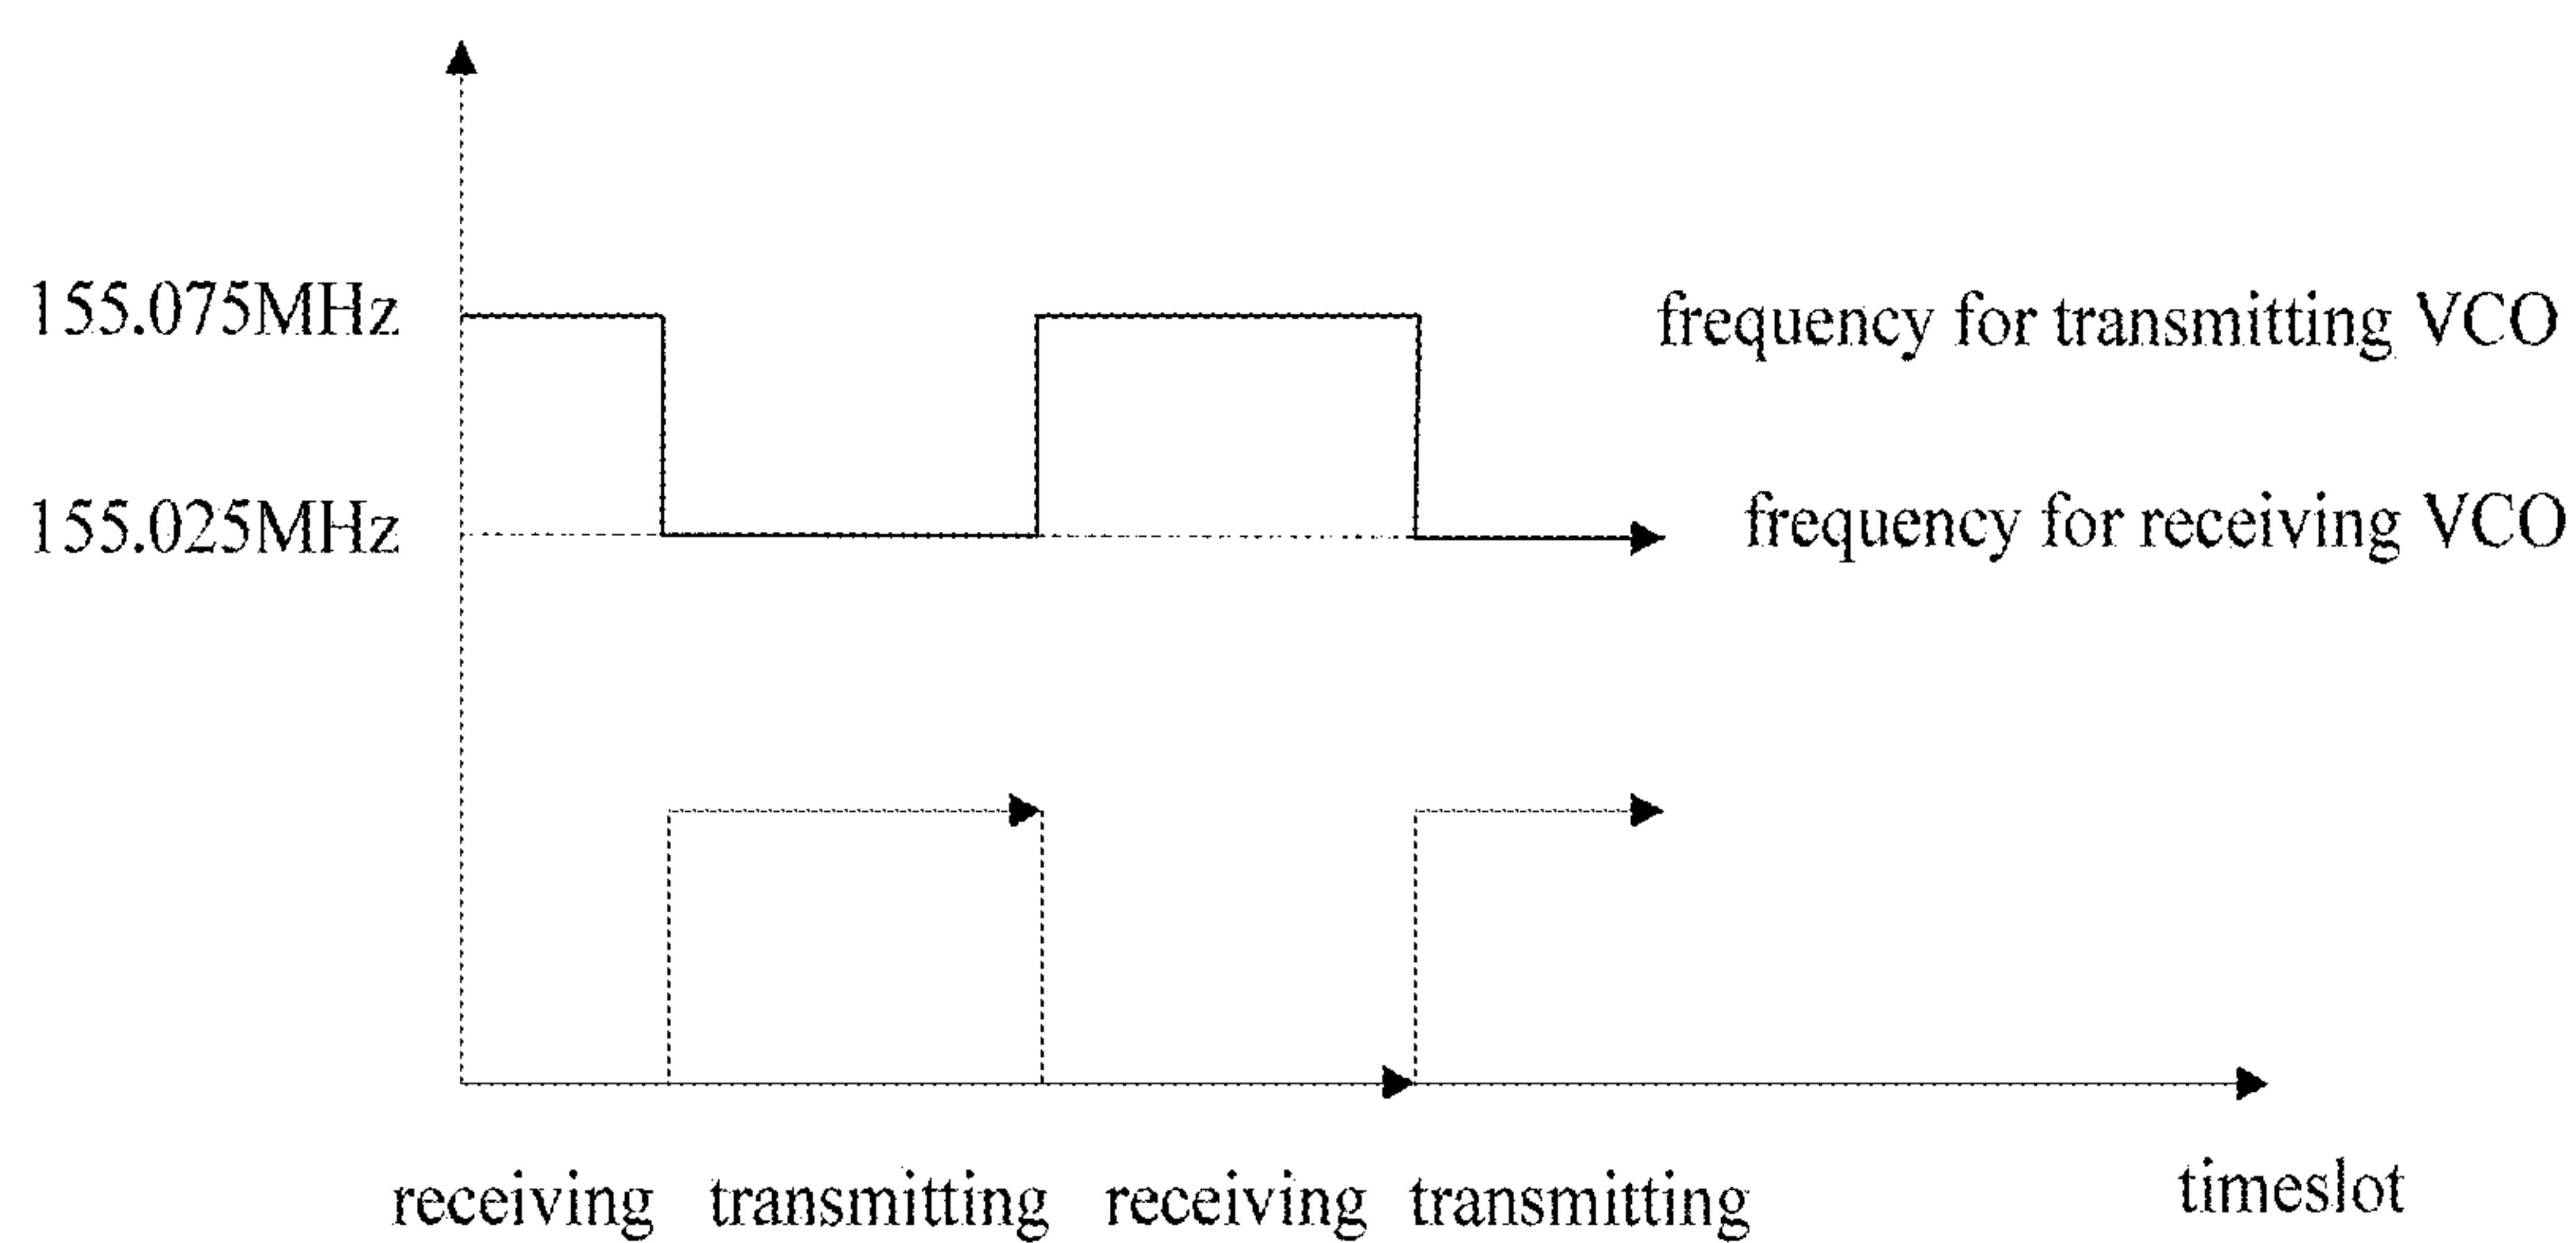 155.075MHz
frequency for transmitting VCO
155.025MHz
frequency for receiving VCO
receiving
transmitting
receiving
transmitting
timeslot